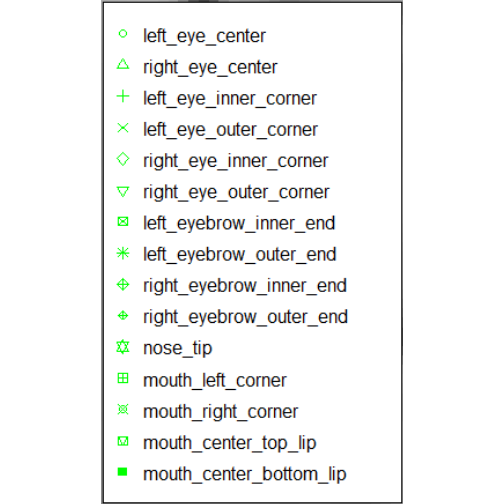 left_eye_center
right_eye_center
left_eye_inner_corner
left_eye_outer_corner
right_eye_inner_corner
right_eye_outer_corner
left_eyebrow_inner_end
left_eyebrow_outer_end
right_eyebrow_inner_end
right_eyebrow_outer_end
nose_tip
mouth_left_corner
mouth_right_corner
mouth_center_top_lip
mouth_center_bottom_lip